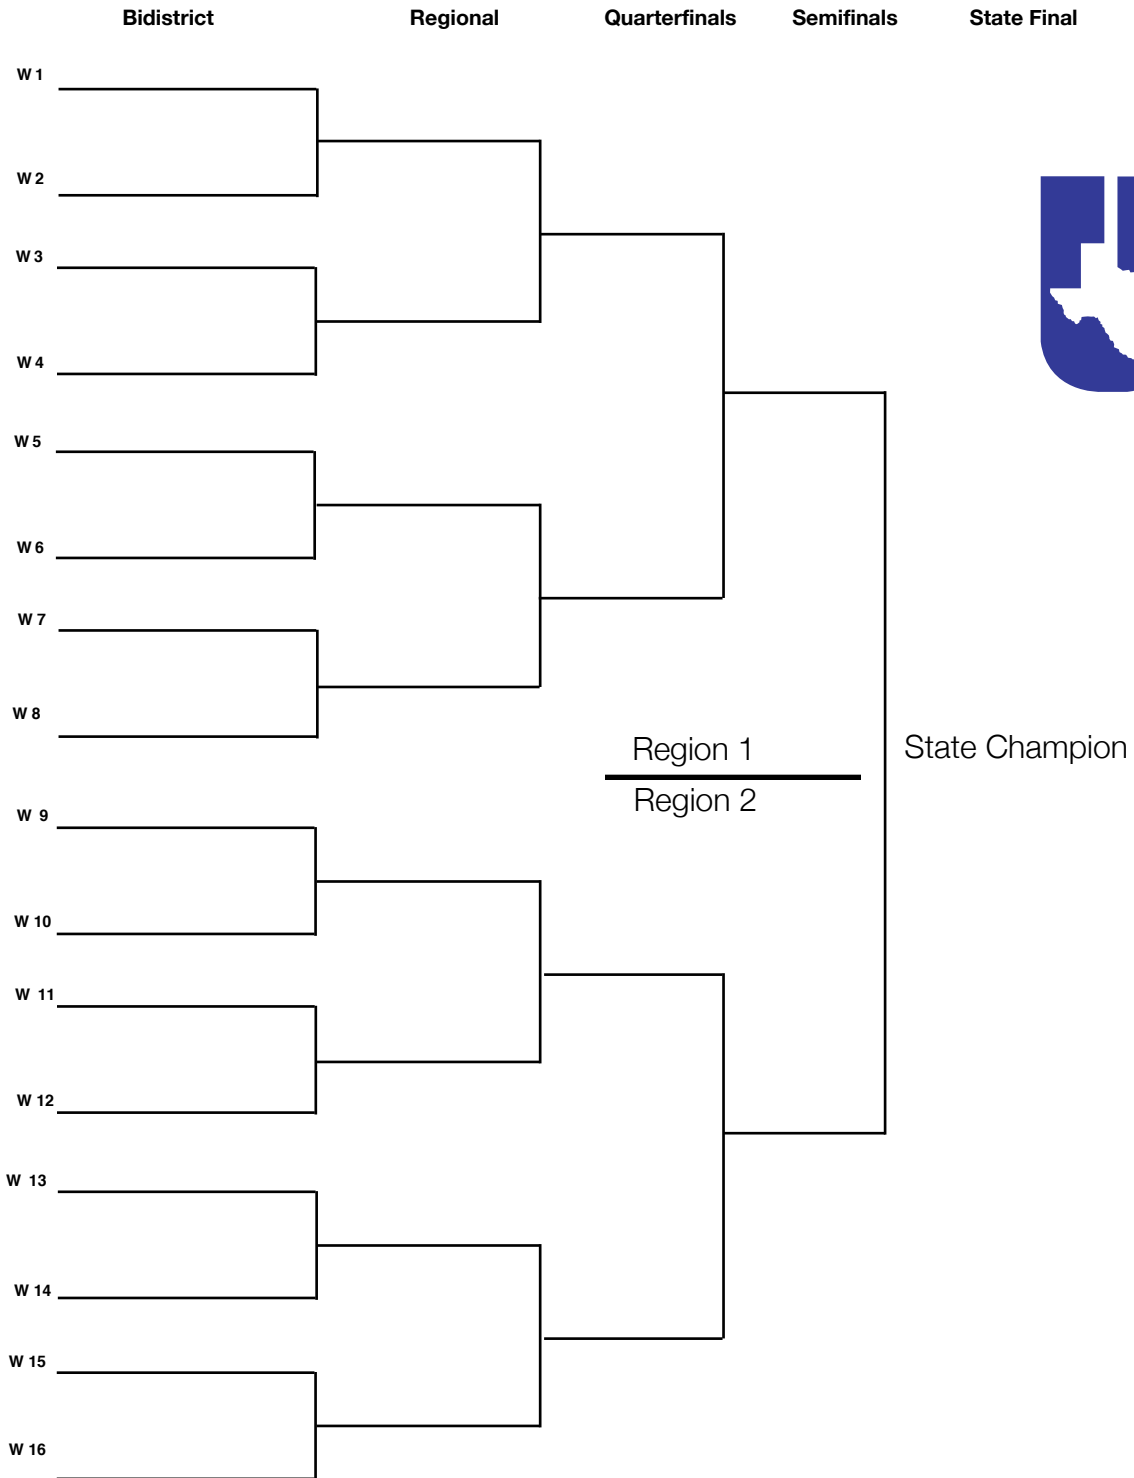 Bidistrict Regional Quarterfinals Semifinals State Final
W 1
W 2
W 3
W 4
W 5
W 6
W 7
W 8
Region 1
State Champion
Region 2
W 9
W 10
W 11
W 12
W 13
W 14
W 15
W 16